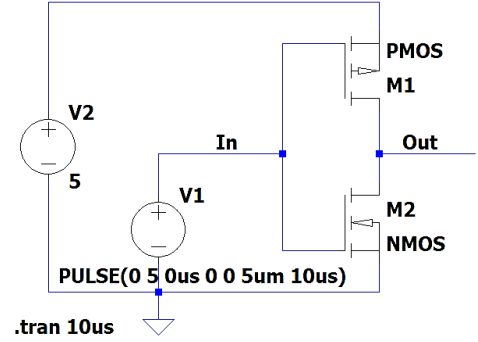 PMOS
M1
V2
In
Out
5
V1
M2
NMOS
PULSE(0 5 0us 0 0 5um 10us)
.tran 10us